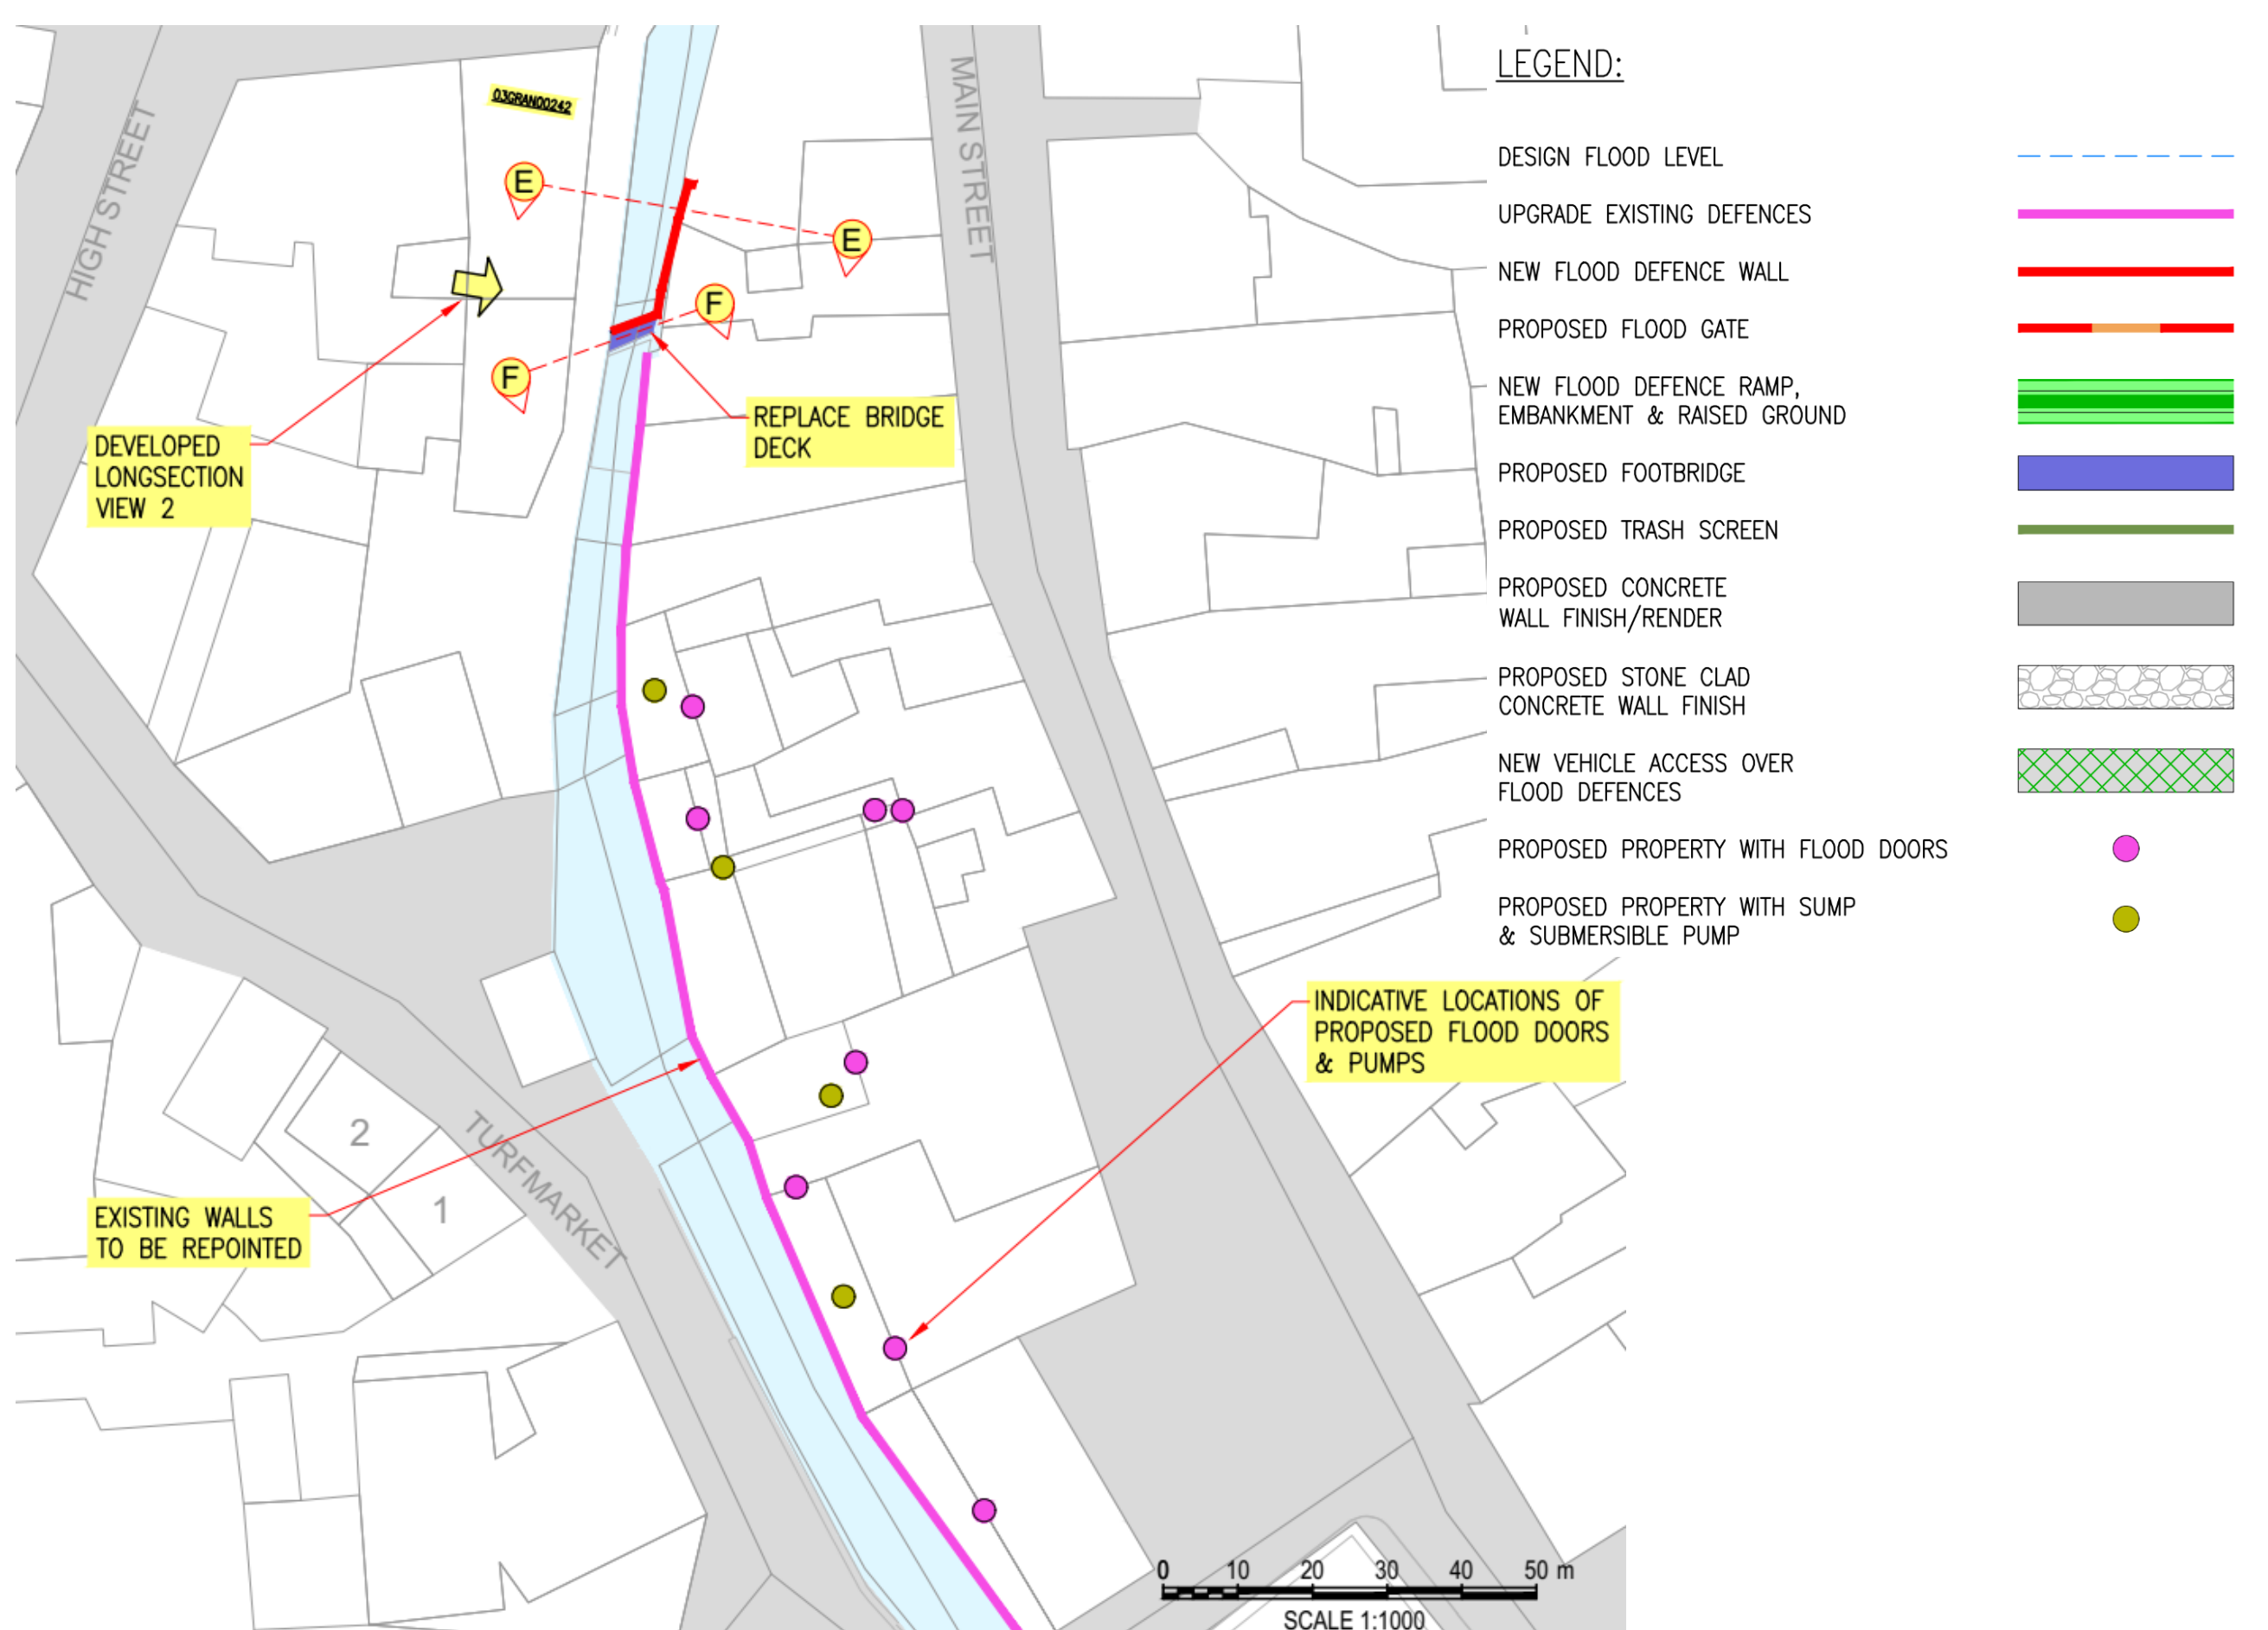 03GRAN00242
HIGH STREET
MAIN STREET
E
E
F
F
DEVELOPED
LONGSECTION
VIEW 2
REPLACE BRIDGE
DECK
INDICATIVE LOCATIONS OF
PROPOSED FLOOD DOORS
& PUMPS
EXISTING WALLS
TO BE REPOINTED
2
1
TURFMARKET
0 10 20 30 40 50 m
SCALE 1:1000
LEGEND:
DESIGN FLOOD LEVEL
UPGRADE EXISTING DEFENCES
NEW FLOOD DEFENCE WALL
PROPOSED FLOOD GATE
NEW FLOOD DEFENCE RAMP,
EMBANKMENT & RAISED GROUND
PROPOSED FOOTBRIDGE
PROPOSED TRASH SCREEN
PROPOSED CONCRETE
WALL FINISH/RENDER
PROPOSED STONE CLAD
CONCRETE WALL FINISH
NEW VEHICLE ACCESS OVER
FLOOD DEFENCES
PROPOSED PROPERTY WITH FLOOD DOORS
PROPOSED PROPERTY WITH SUMP
& SUBMERSIBLE PUMP